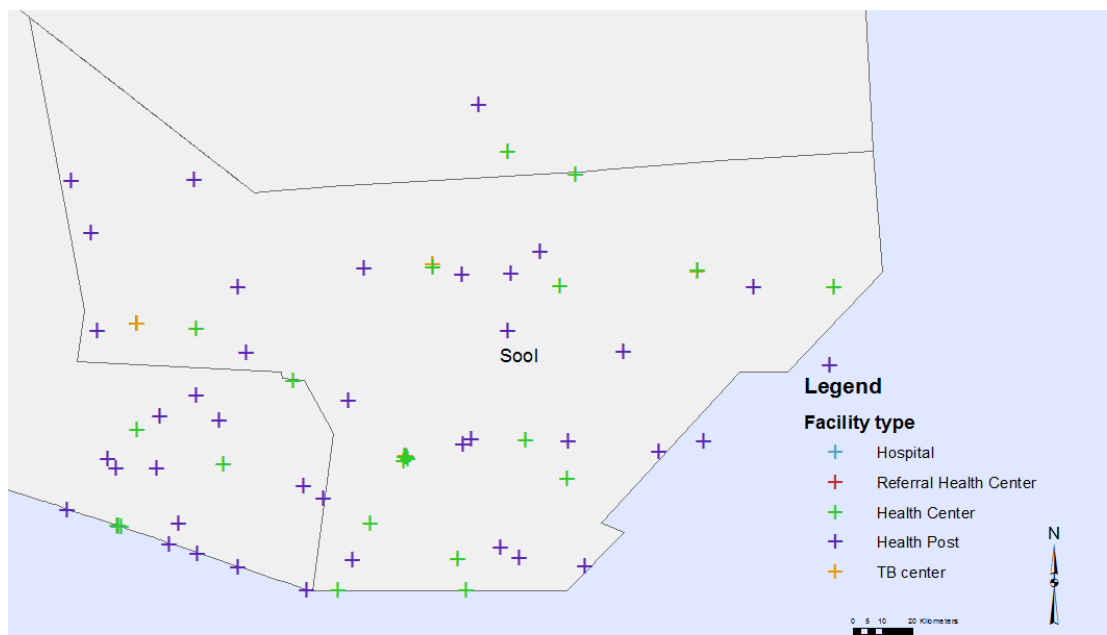 Sool
Legend
Facility type
Hospital
Referral Health Center
Health Center
Health Post
TB center
N
0 5 10 20 Kilometers